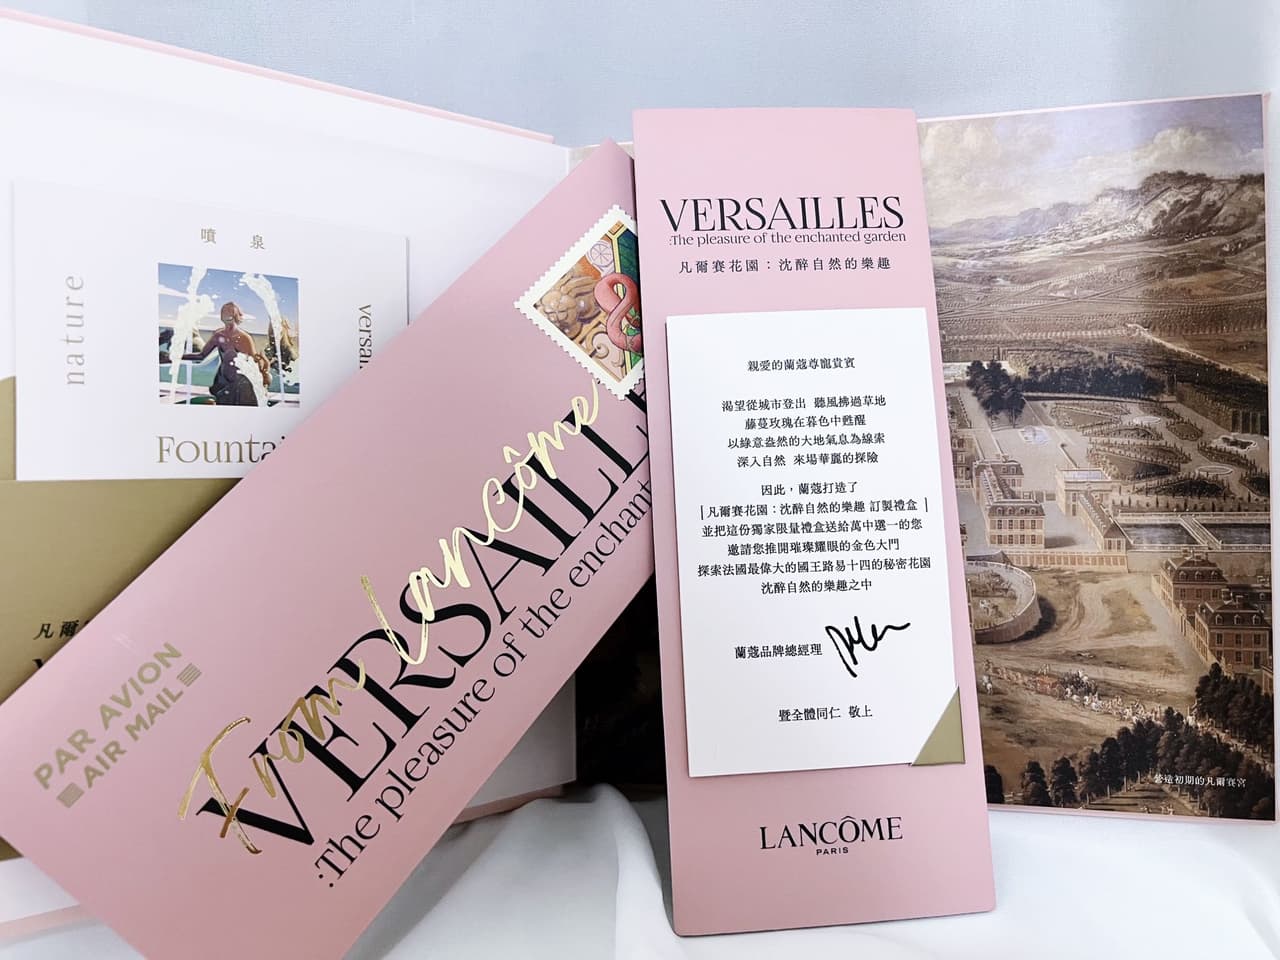 噴泉
nature
Fountai
凡爾
PAR AVION
AIR MAIL
From Lancôme
VERSAILL
:The pleasure of the enchant
VERSAILLES
:The pleasure of the enchanted garden
凡爾賽花園：沈醉自然的樂趣
親愛的蘭蔻尊寵貴賓
渴望從城市登出 聽風拂過草地
藤蔓玫瑰在暮色中甦醒
以綠意盎然的大地氣息為線索
深入自然 來場華麗的探險
因此，蘭蔻打造了
| 凡爾賽花園：沈醉自然的樂趣 訂製禮盒 |
並把這份獨家限量禮盒送給萬中選一的您
邀請您推開璀璨耀眼的金色大門
探索法國最偉大的國王路易十四的秘密花園
沈醉自然的樂趣之中
蘭蔻品牌總經理
暨全體同仁 敬上
LANCÔME
PARIS
營造初期的凡爾賽宮